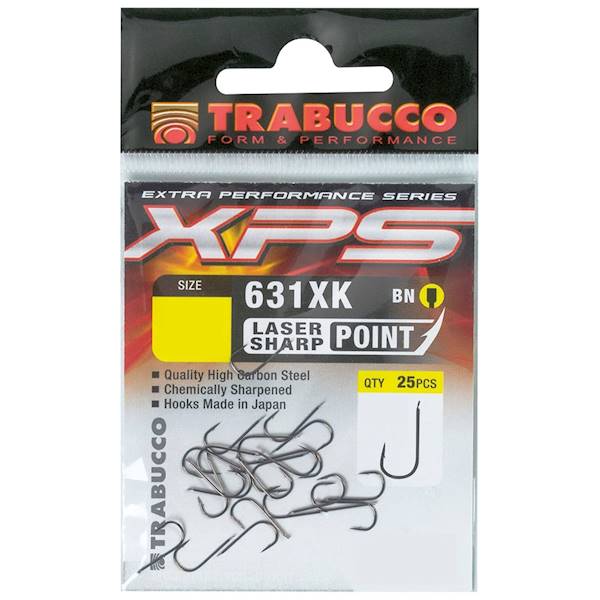 TRABUCCO
FORM & PERFORMANCE
EXTRA PERFORMANCE SERIES
XPS
SIZE
631XK
BN
LASER
SHARP
POINT
■ Quality High Carbon Steel
■ Chemically Sharpened
■ Hooks Made in Japan
QTY 25PCS
TRABUCCO